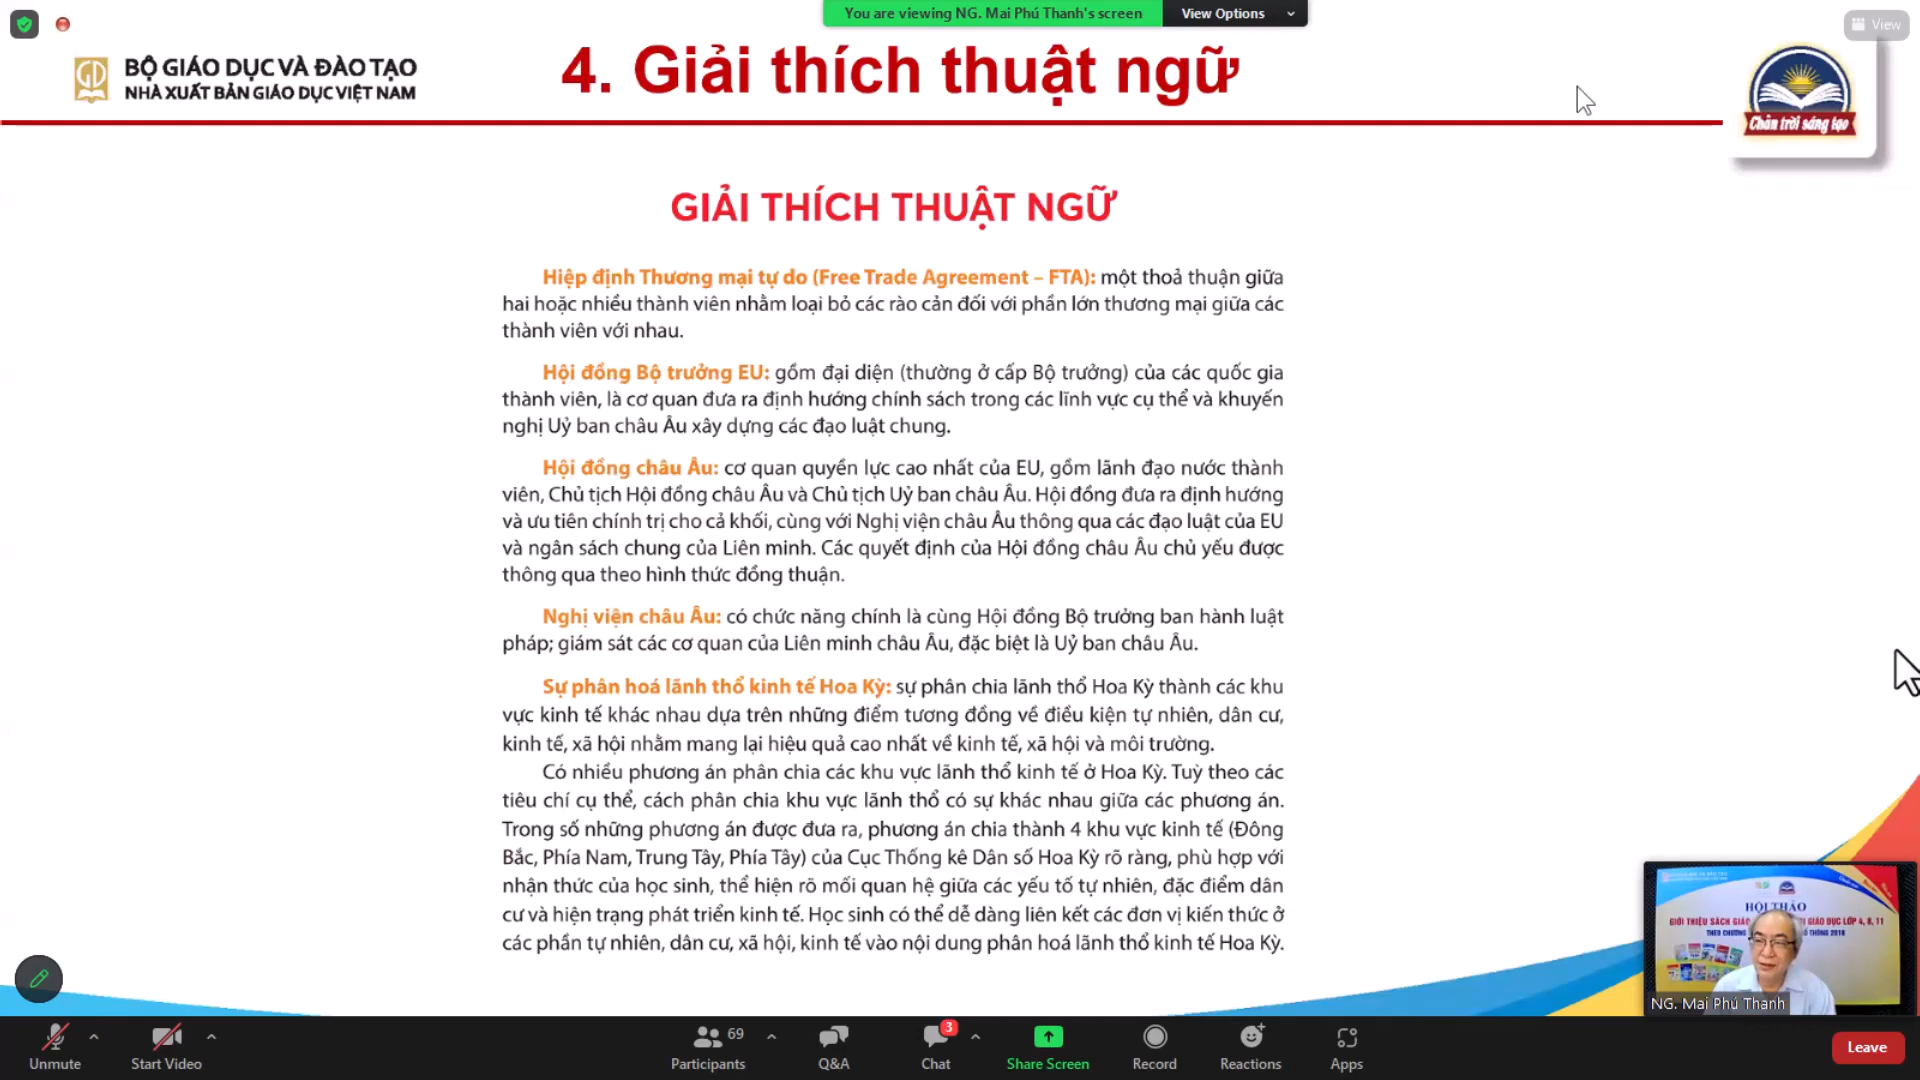 You are viewing NG. Mai Phú Thanh's screen
View Options
View
BỘ GIÁO DỤC VÀ ĐÀO TẠO
NHÀ XUẤT BẢN GIÁO DỤC VIỆT NAM
4. Giải thích thuật ngữ
Chân trời sáng tạo
GIẢI THÍCH THUẬT NGỮ
Hiệp định Thương mại tự do (Free Trade Agreement – FTA): một thoả thuận giữa
hai hoặc nhiều thành viên nhằm loại bỏ các rào cản đối với phần lớn thương mại giữa các
thành viên với nhau.
Hội đồng Bộ trưởng EU: gồm đại diện (thường ở cấp Bộ trưởng) của các quốc gia
thành viên, là cơ quan đưa ra định hướng chính sách trong các lĩnh vực cụ thể và khuyến
nghị Uỷ ban châu Âu xây dựng các đạo luật chung.
Hội đồng châu Âu: cơ quan quyền lực cao nhất của EU, gồm lãnh đạo nước thành
viên, Chủ tịch Hội đồng châu Âu và Chủ tịch Uỷ ban châu Âu. Hội đồng đưa ra định hướng
và ưu tiên chính trị cho cả khối, cùng với Nghị viện châu Âu thông qua các đạo luật của EU
và ngân sách chung của Liên minh. Các quyết định của Hội đồng châu Âu chủ yếu được
thông qua theo hình thức đồng thuận.
Nghị viện châu Âu: có chức năng chính là cùng Hội đồng Bộ trưởng ban hành luật
pháp; giám sát các cơ quan của Liên minh châu Âu, đặc biệt là Uỷ ban châu Âu.
Sự phân hoá lãnh thổ kinh tế Hoa Kỳ: sự phân chia lãnh thổ Hoa Kỳ thành các khu
vực kinh tế khác nhau dựa trên những điểm tương đồng về điều kiện tự nhiên, dân cư,
kinh tế, xã hội nhằm mang lại hiệu quả cao nhất về kinh tế, xã hội và môi trường.
Có nhiều phương án phân chia các khu vực lãnh thổ kinh tế ở Hoa Kỳ. Tuỳ theo các
tiêu chí cụ thể, cách phân chia khu vực lãnh thổ có sự khác nhau giữa các phương án.
Trong số những phương án được đưa ra, phương án chia thành 4 khu vực kinh tế (Đông
Bắc, Phía Nam, Trung Tây, Phía Tây) của Cục Thống kê Dân số Hoa Kỳ rõ ràng, phù hợp với
nhận thức của học sinh, thể hiện rõ mối quan hệ giữa các yếu tố tự nhiên, đặc điểm dân
cư và hiện trạng phát triển kinh tế. Học sinh có thể dễ dàng liên kết các đơn vị kiến thức ở
các phần tự nhiên, dân cư, xã hội, kinh tế vào nội dung phân hoá lãnh thổ kinh tế Hoa Kỳ.
HỘI THẢO
GIỚI THIỆU SÁCH GIÁO
GIÁO DỤC LỚP 4, 8, 11
THEO CHƯƠNG
THÔNG 2018
NG. Mai Phú Thanh
Unmute
Start Video
69
Participants
Q&A
3
Chat
Share Screen
Record
Reactions
Apps
Leave